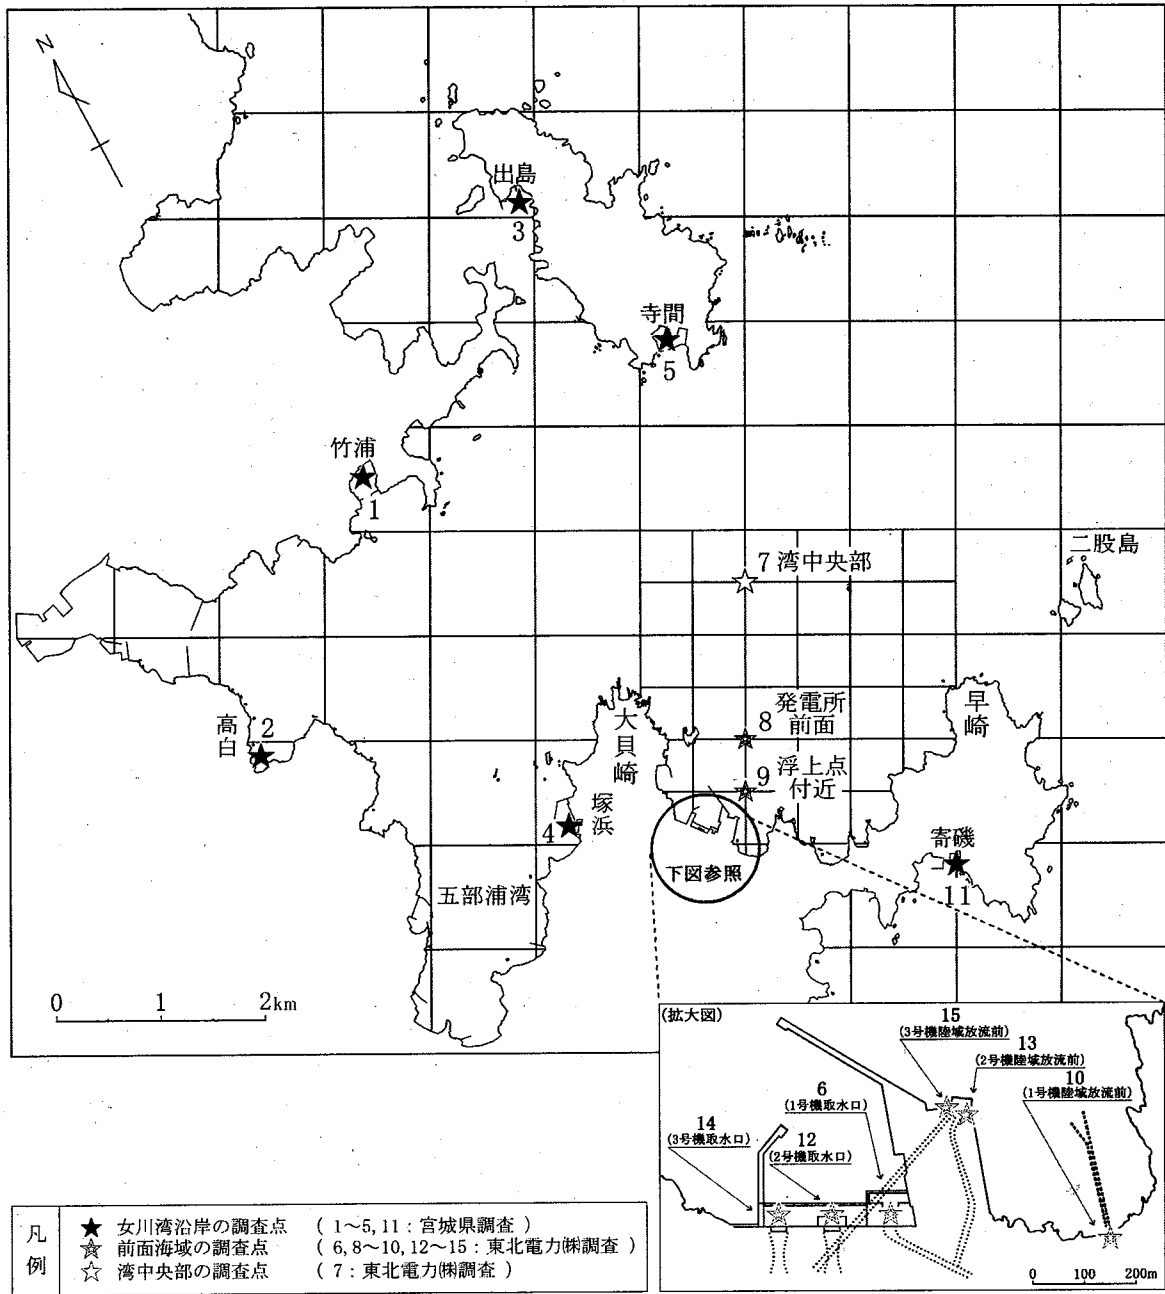 N
出島
3
寺間
5
竹浦
1
二股島
7 湾中央部
高白
2
大貝崎
発電所
前面
8
早崎
9
浮上点
付近
塚浜
4
下図参照
寄磯
11
五部浦湾
0 1 2km
(拡大図)
15
(3号機陸域放流前)
13
(2号機陸域放流前)
10
(1号機陸域放流前)
6
(1号機取水口)
14
(3号機取水口)
12
(2号機取水口)
0 100 200m
凡例
★ 女川湾沿岸の調査点 ( 1〜5,11 : 宮城県調査 )
前面海域の調査点 ( 6,8〜10,12〜15 : 東北電力㈱調査 )
☆ 湾中央部の調査点 ( 7 : 東北電力㈱調査 )